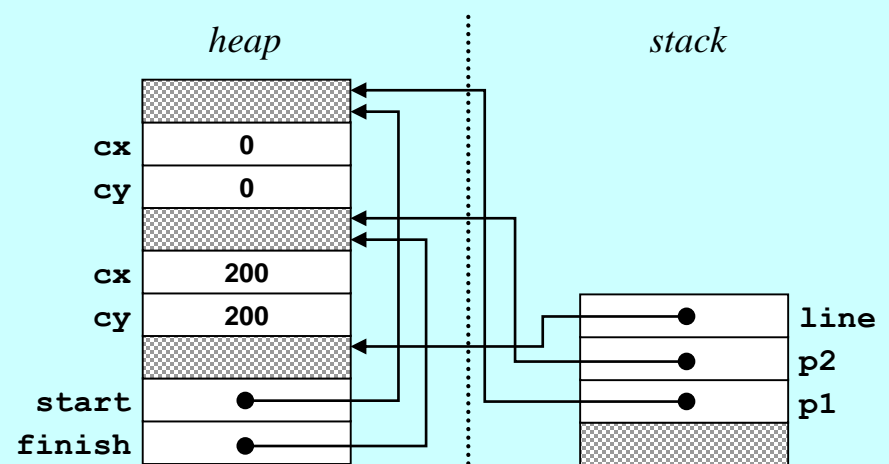 heap stack
cx 0
cy 0
cx 200
cy 200
line
p2
start
p1
finish